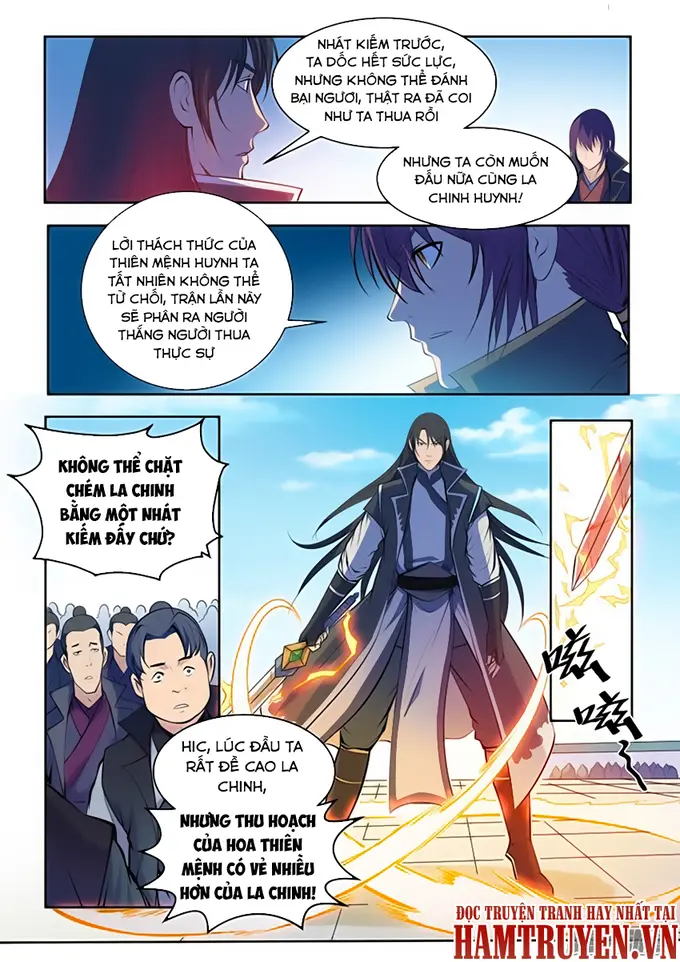 NHÁT KIẾM TRƯỚC,
TA DỐC HẾT SỨC LỰC,
NHƯNG KHÔNG THỂ ĐÁNH
BẠI NGƯƠI, THẬT RA ĐÃ COI
NHƯ TA THUA RỒI
NHƯNG TA CÒN MUỐN
ĐẤU NỮA CÙNG LA
CHINH HUYNH!
LỜI THÁCH THỨC CỦA
THIÊN MỆNH HUYNH TA
TẤT NHIÊN KHÔNG THỂ
TỪ CHỐI, TRẬN LẦN NÀY
SẼ PHÂN RA NGƯỜI
THẮNG NGƯỜI THUA
THỰC SỰ
KHÔNG THỂ CHẶT
CHÉM LA CHINH
BẰNG MỘT NHÁT
KIẾM ĐẤY CHỨ?
嗞
嗞
HIC, LÚC ĐẦU TA
RẤT ĐỀ CAO LA
CHINH,
NHƯNG THU HOẠCH
CỦA HOA THIÊN
MỆNH CÓ VẺ NHIỀU
HƠN CỦA LA CHINH!
ĐỌC TRUYỆN TRANH HAY NHẤT TẠI
HAMTRUYEN.VN